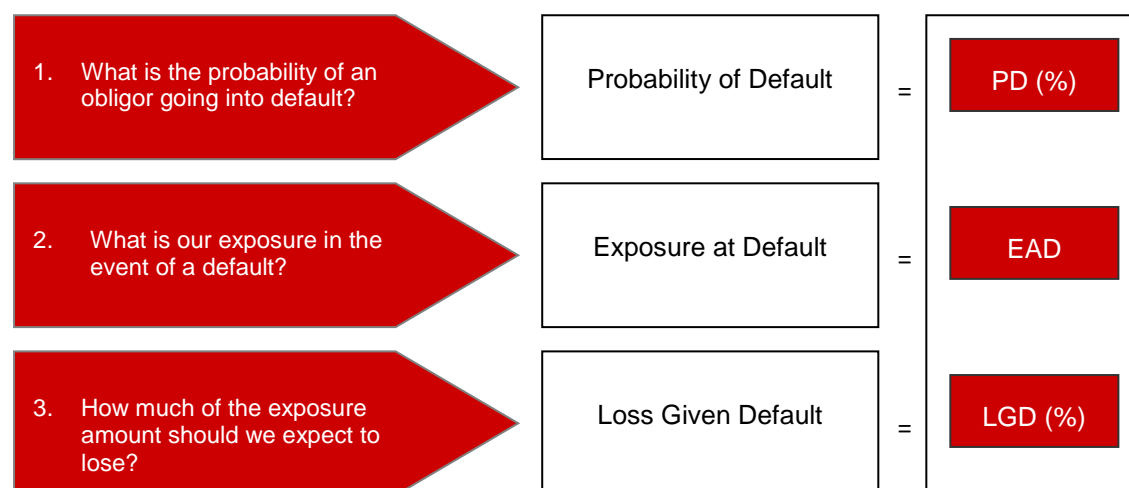 1. What is the probability of an
obligor going into default?
Probability of Default
=
PD (%)
2. What is our exposure in the
event of a default?
Exposure at Default
=
EAD
3. How much of the exposure
amount should we expect to
lose?
Loss Given Default
=
LGD (%)